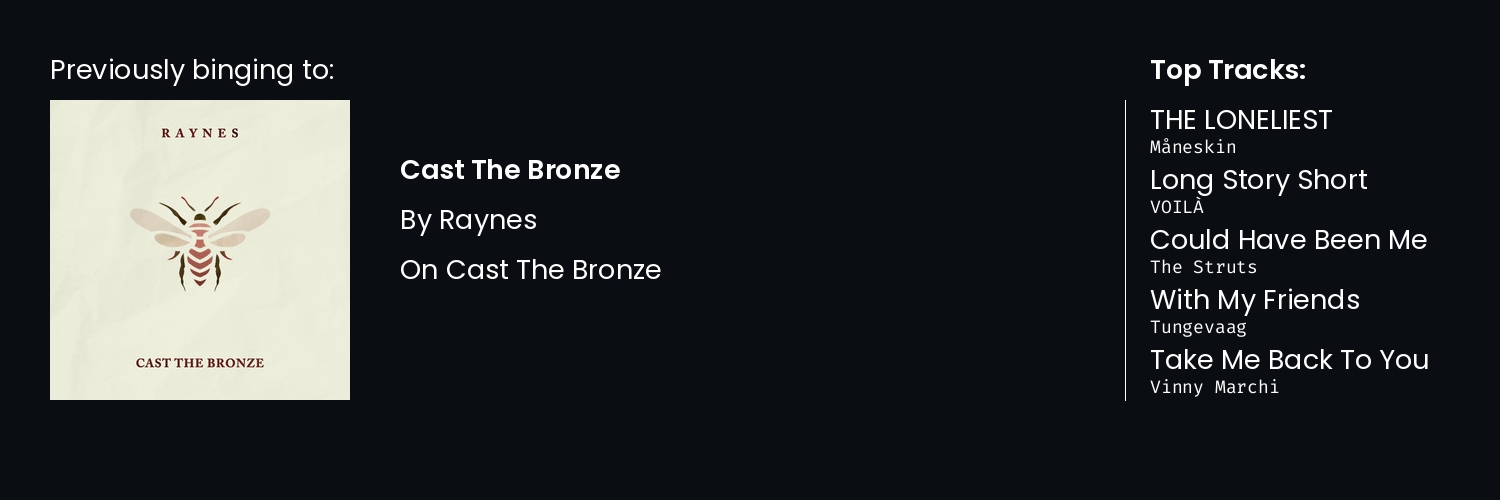 Previously binging to:
RAYNES
CAST THE BRONZE
Cast The Bronze
By Raynes
On Cast The Bronze
Top Tracks:
THE LONELIEST
Måneskin
Long Story Short
VOILÀ
Could Have Been Me
The Struts
With My Friends
Tungevaag
Take Me Back To You
Vinny Marchi